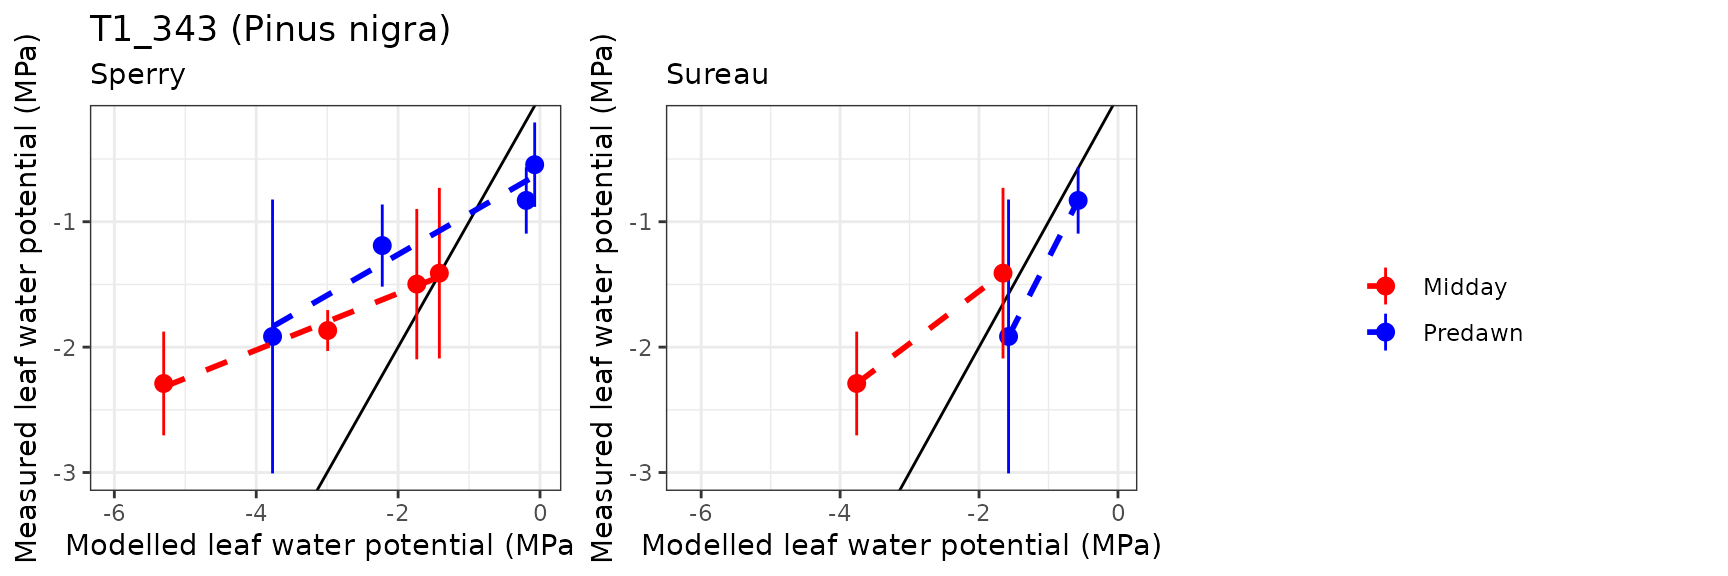 T1_343 (Pinus nigra)
Sperry
Measured leaf water potential (MPa)
-1
-2
-3
-6
-4
-2
0
Modelled leaf water potential (MPa
Sureau
Measured leaf water potential (MPa)
-1
-2
-3
-6
-4
-2
0
Modelled leaf water potential (MPa)
Midday
Predawn